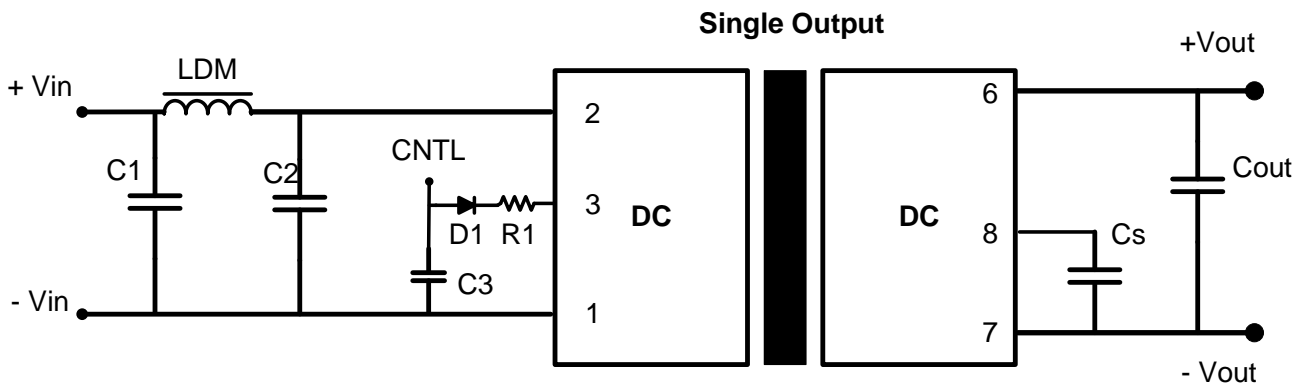 Single Output
+Vout
LDM
+ Vin
2
6
C1
C2
CNTL
Cout
3
DC
DC
8
D1
R1
Cs
C3
- Vin
1
7
- Vout